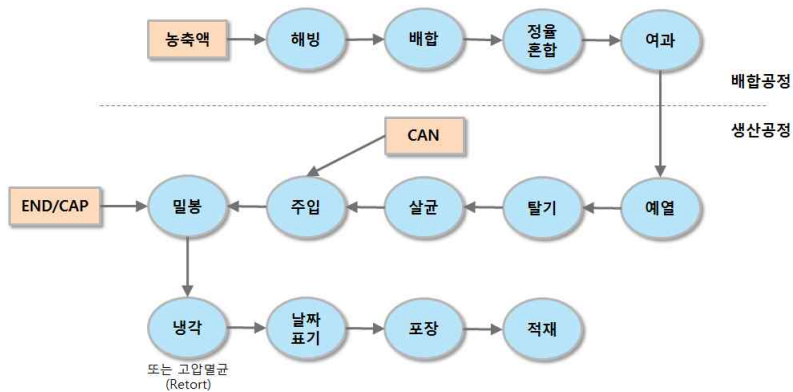 농축액
해빙
배합
정율
혼합
여과
배합공정
생산공정
CAN
END/CAP
밀봉
주입
살균
탈기
예열
냉각
날짜
표기
포장
적재
또는 고압멸균
(Retort)